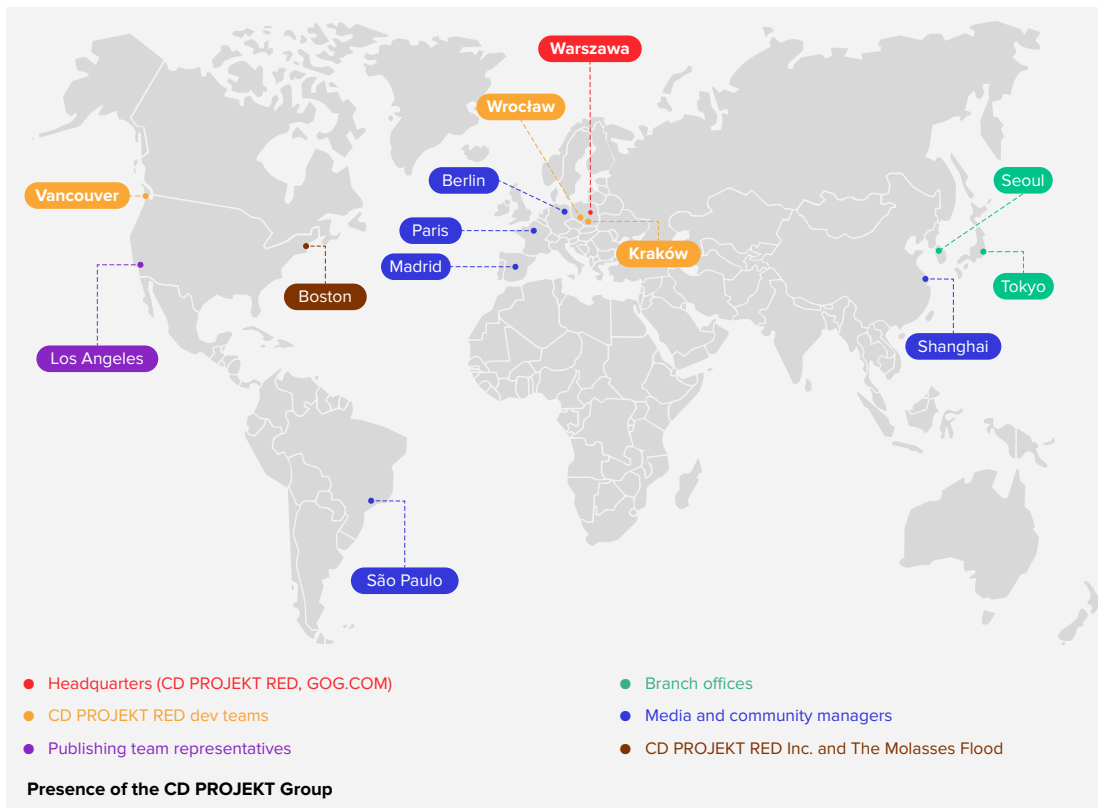 Warszawa
Wrocław
Berlin
Seoul
Vancouver
Paris
Kraków
Madrid
Tokyo
Boston
Shanghai
Los Angeles
São Paulo
Headquarters (CD PROJEKT RED, GOG.COM)
CD PROJEKT RED dev teams
Publishing team representatives
Branch offices
Media and community managers
CD PROJEKT RED Inc. and The Molasses Flood
Presence of the CD PROJEKT Group